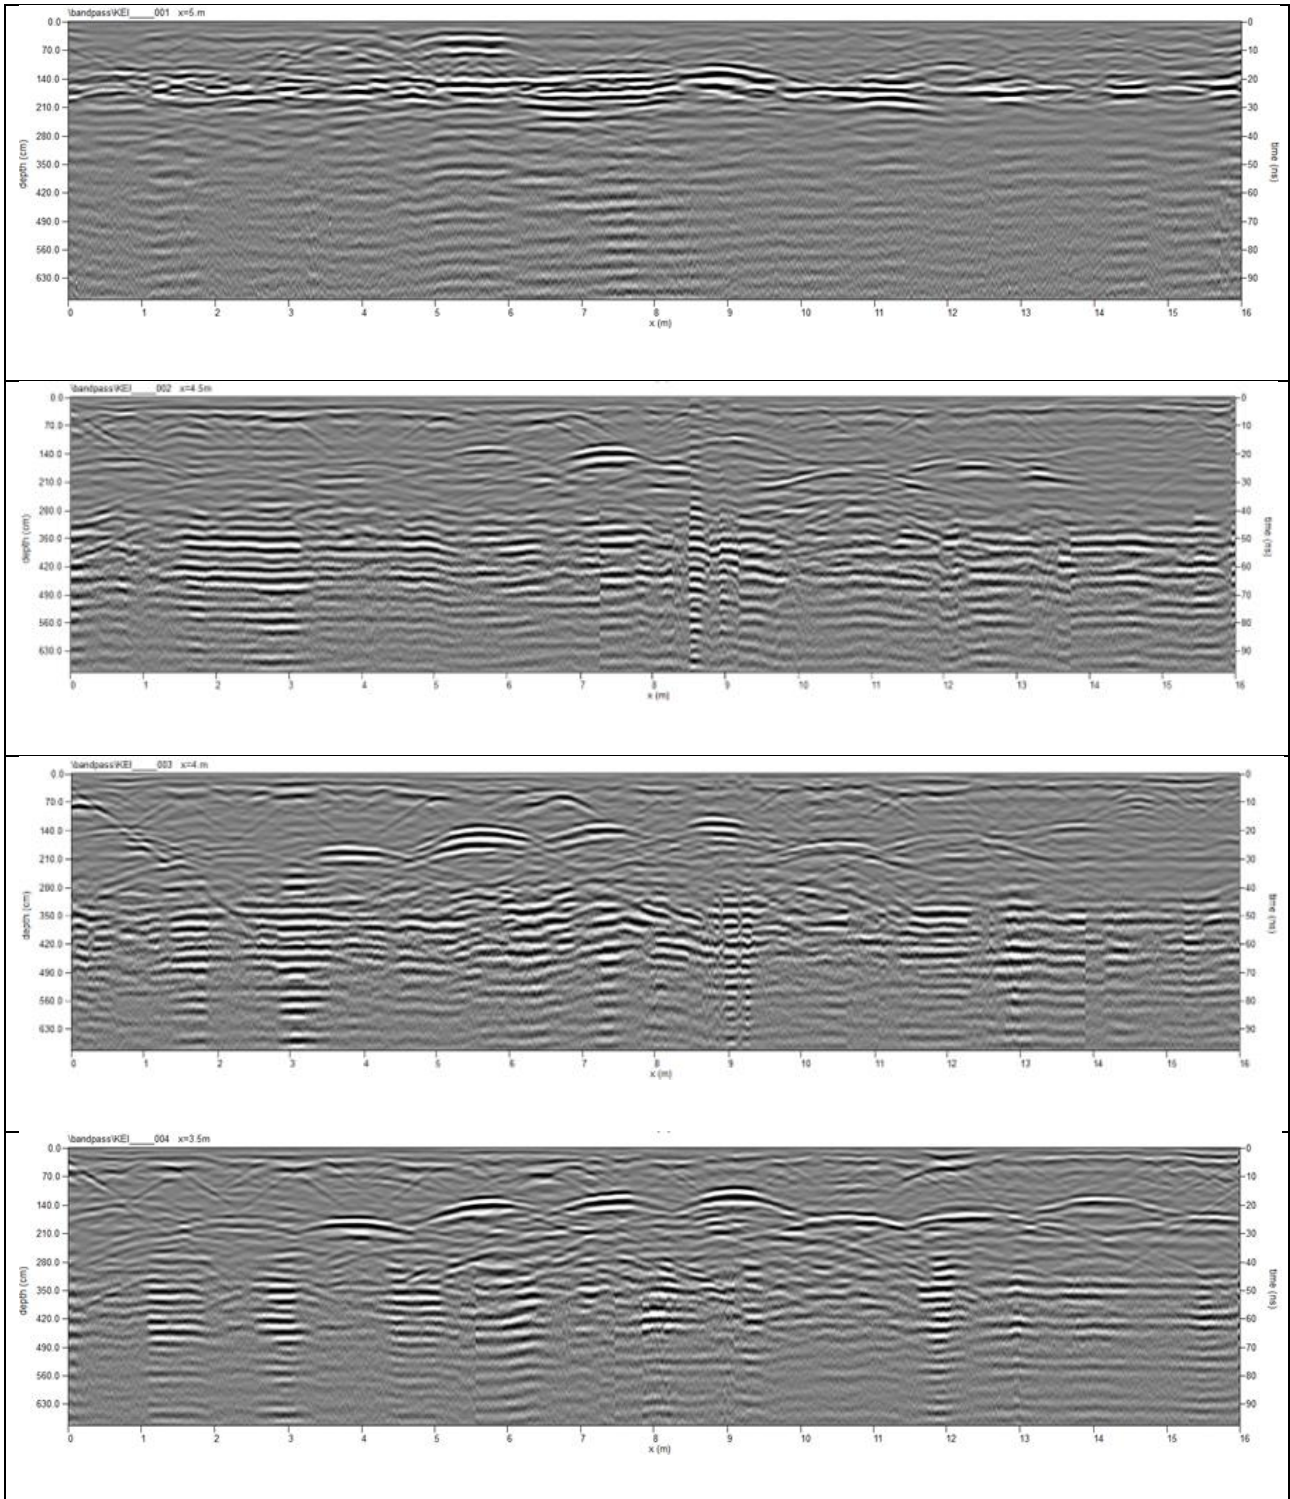 \bandpass\KEI____001 x=5.m
0.0 0
70.0 10
140.0 20
210.0 30
280.0 40
350.0 50
420.0 60
490.0 70
560.0 80
630.0 90
depth (cm)
time (ns)
0 1 2 3 4 5 6 7 8 9 10 11 12 13 14 15 16
x (m)
\bandpass\KEI____002 x=4.5m
0.0 0
70.0 10
140.0 20
210.0 30
280.0 40
350.0 50
420.0 60
490.0 70
560.0 80
630.0 90
depth (cm)
time (ns)
0 1 2 3 4 5 6 7 8 9 10 11 12 13 14 15 16
x (m)
\bandpass\KEI____003 x=4.m
0.0 0
70.0 10
140.0 20
210.0 30
280.0 40
350.0 50
420.0 60
490.0 70
560.0 80
630.0 90
depth (cm)
time (ns)
0 1 2 3 4 5 6 7 8 9 10 11 12 13 14 15 16
x (m)
\bandpass\KEI____004 x=3.5m
0.0 0
70.0 10
140.0 20
210.0 30
280.0 40
350.0 50
420.0 60
490.0 70
560.0 80
630.0 90
depth (cm)
time (ns)
0 1 2 3 4 5 6 7 8 9 10 11 12 13 14 15 16
x (m)